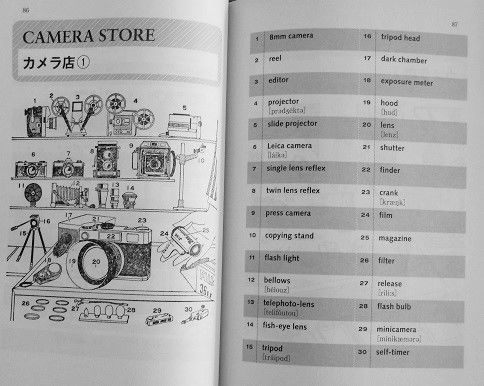 86
CAMERA STORE
カメラ店①
87
1 8mm camera
2 reel
3 editor
4 projector
[prədʒéktə]
5 slide projector
6 Leica camera
[láikə]
7 single lens reflex
8 twin lens reflex
9 press camera
10 copying stand
11 flash light
12 bellows
[bélouz]
13 telephoto-lens
[télifóutou]
14 fish-eye lens
15 tripod
[tráipɒd]
16 tripod head
17 dark chamber
18 exposure meter
19 hood
[hud]
20 lens
[lenz]
21 shutter
22 finder
23 crank
[kræŋk]
24 film
25 magazine
26 filter
27 release
[rilíːs]
28 flash bulb
29 minicamera
[mínikæmərə]
30 self-timer